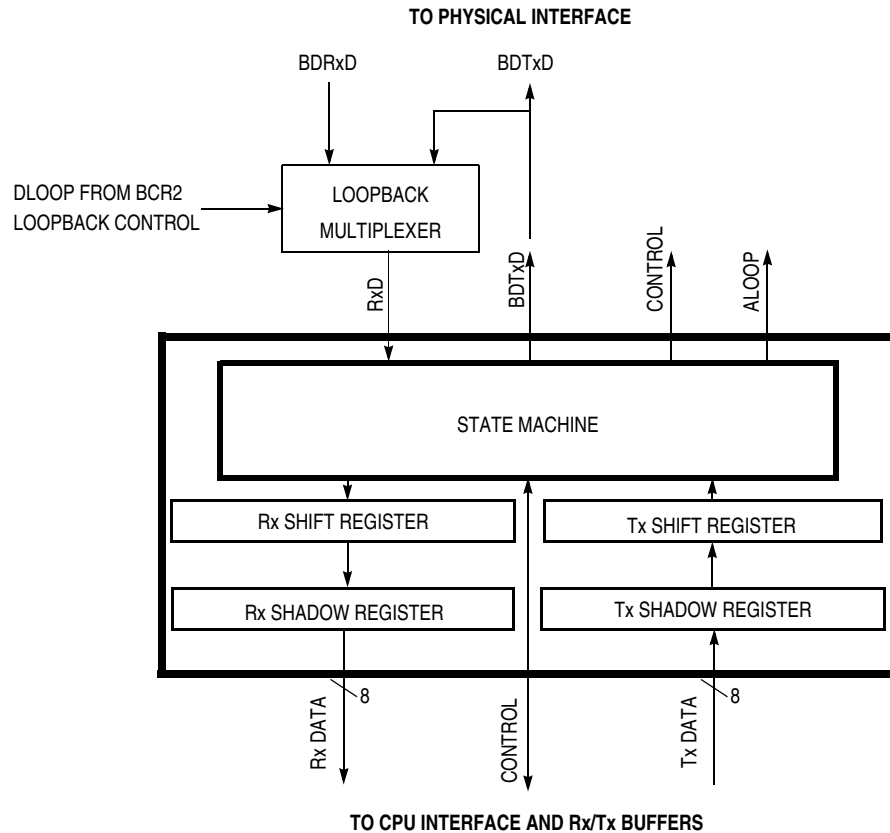 TO PHYSICAL INTERFACE
BDRxD
BDTxD
DLOOP FROM BCR2
LOOPBACK CONTROL
LOOPBACK
MULTIPLEXER
RxD
BDTxD
CONTROL
ALOOP
STATE MACHINE
Rx SHIFT REGISTER
Tx SHIFT REGISTER
Rx SHADOW REGISTER
Tx SHADOW REGISTER
8
8
Rx DATA
CONTROL
Tx DATA
TO CPU INTERFACE AND Rx/Tx BUFFERS